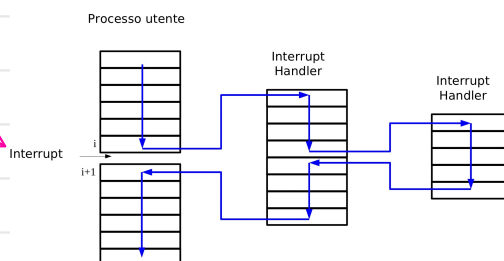 Processo utente
Interrupt
Handler
Interrupt
Handler
i
Interrupt
i+1